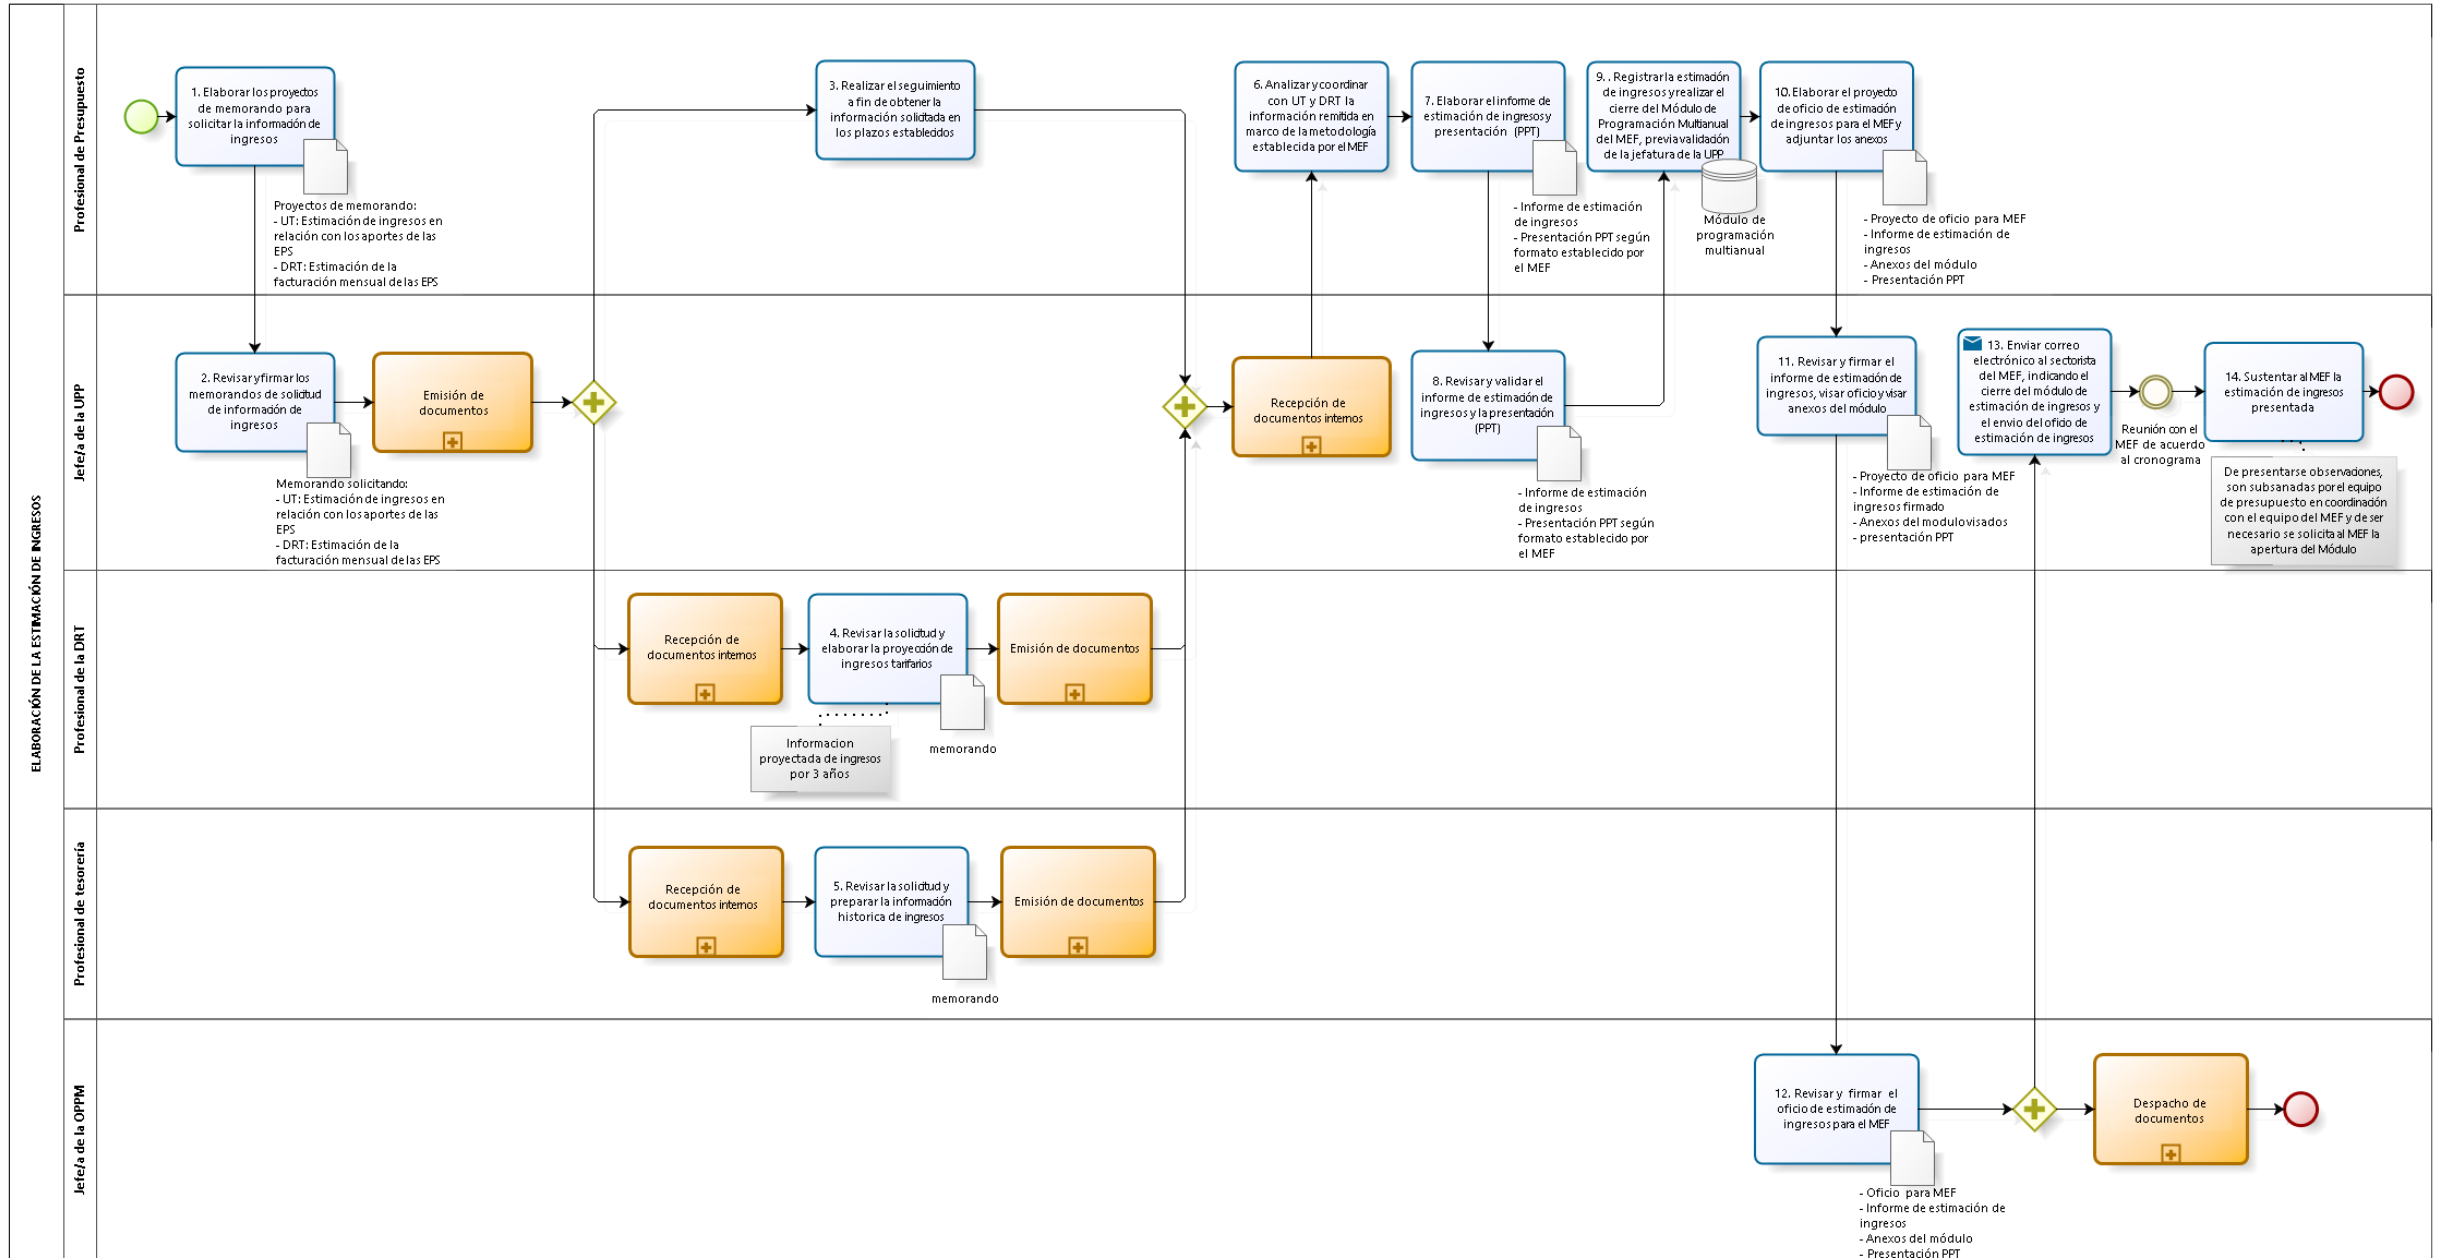 ELABORACIÓN DE LA ESTIMACIÓN DE INGRESOS
Profesional de Presupuesto
1. Elaborar los proyectos
de memorando para
solicitar la información de
ingresos
Proyectos de memorando:
- UT: Estimación de ingresos en
relación con los aportes de las
EPS
- DRT: Estimación de la
facturación mensual de las EPS
3. Realizar el seguimiento
a fin de obtener la
información solicitada en
los plazos establecidos
6. Analizar y coordinar
con UT y DRT la
información remitida en
marco de la metodología
establecida por el MEF
7. Elaborar el informe de
estimación de ingresos y
presentación (PPT)
- Informe de estimación
de ingresos
- Presentación PPT según
formato establecido por
el MEF
9. . Registrar la estimación
de ingresos y realizar el
cierre del Módulo de
Programación Multianual
del MEF, previa validación
de la jefatura de la UPP
Módulo de
programación
multianual
10. Elaborar el proyecto
de oficio de estimación
de ingresos para el MEF y
adjuntar los anexos
- Proyecto de oficio para MEF
- Informe de estimación de
ingresos
- Anexos del módulo
- Presentación PPT
Jefe/a de la UPP
2. Revisar y firmar los
memorandos de solicitud
de información de
ingresos
Memorando solicitando:
- UT: Estimación de ingresos en
relación con los aportes de las
EPS
- DRT: Estimación de la
facturación mensual de las EPS
Emisión de
documentos
Recepción de
documentos internos
8. Revisar y validar el
informe de estimación de
ingresos y la presentación
(PPT)
- Informe de estimación
de ingresos
- Presentación PPT según
formato establecido por
el MEF
11. Revisar y firmar el
informe de estimación de
ingresos, visar oficio y visar
anexos del módulo
- Proyecto de oficio para MEF
- Informe de estimación de
ingresos firmado
- Anexos del modulo visados
- presentación PPT
13. Enviar correo
electrónico al sectorista
del MEF, indicando el
cierre del módulo de
estimación de ingresos y
el envio del oficio de
estimación de ingresos
Reunión con el
MEF de acuerdo
al cronograma
14. Sustentar al MEF la
estimación de ingresos
presentada
De presentarse observaciones,
son subsanadas por el equipo
de presupuesto en coordinación
con el equipo del MEF y de ser
necesario se solicita al MEF la
apertura del Módulo
Profesional de la DRT
Recepción de
documentos internos
4. Revisar la solicitud y
elaborar la proyección de
ingresos tarifarios
Informacion
proyectada de ingresos
por 3 años
memorando
Emisión de documentos
Profesional de tesorería
Recepción de
documentos internos
5. Revisar la solicitud y
preparar la información
historica de ingresos
memorando
Emisión de documentos
Jefe/a de la OPPM
12. Revisar y firmar el
oficio de estimación de
ingresos para el MEF
- Oficio para MEF
- Informe de estimación de
ingresos
- Anexos del módulo
- Presentación PPT
Despacho de
documentos